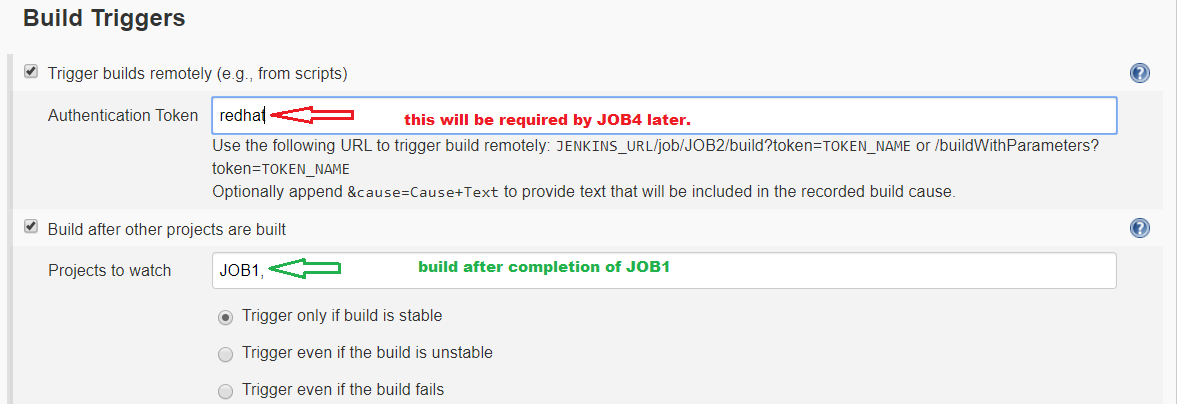 Build Triggers
Trigger builds remotely (e.g., from scripts)
?
Authentication Token
redhat
this will be required by JOB4 later.
Use the following URL to trigger build remotely: JENKINS_URL/job/JOB2/build?token=TOKEN_NAME or /buildWithParameters?
token=TOKEN_NAME
Optionally append &cause=Cause+Text to provide text that will be included in the recorded build cause.
Build after other projects are built
?
Projects to watch
JOB1,
build after completion of JOB1
Trigger only if build is stable
Trigger even if the build is unstable
Trigger even if the build fails